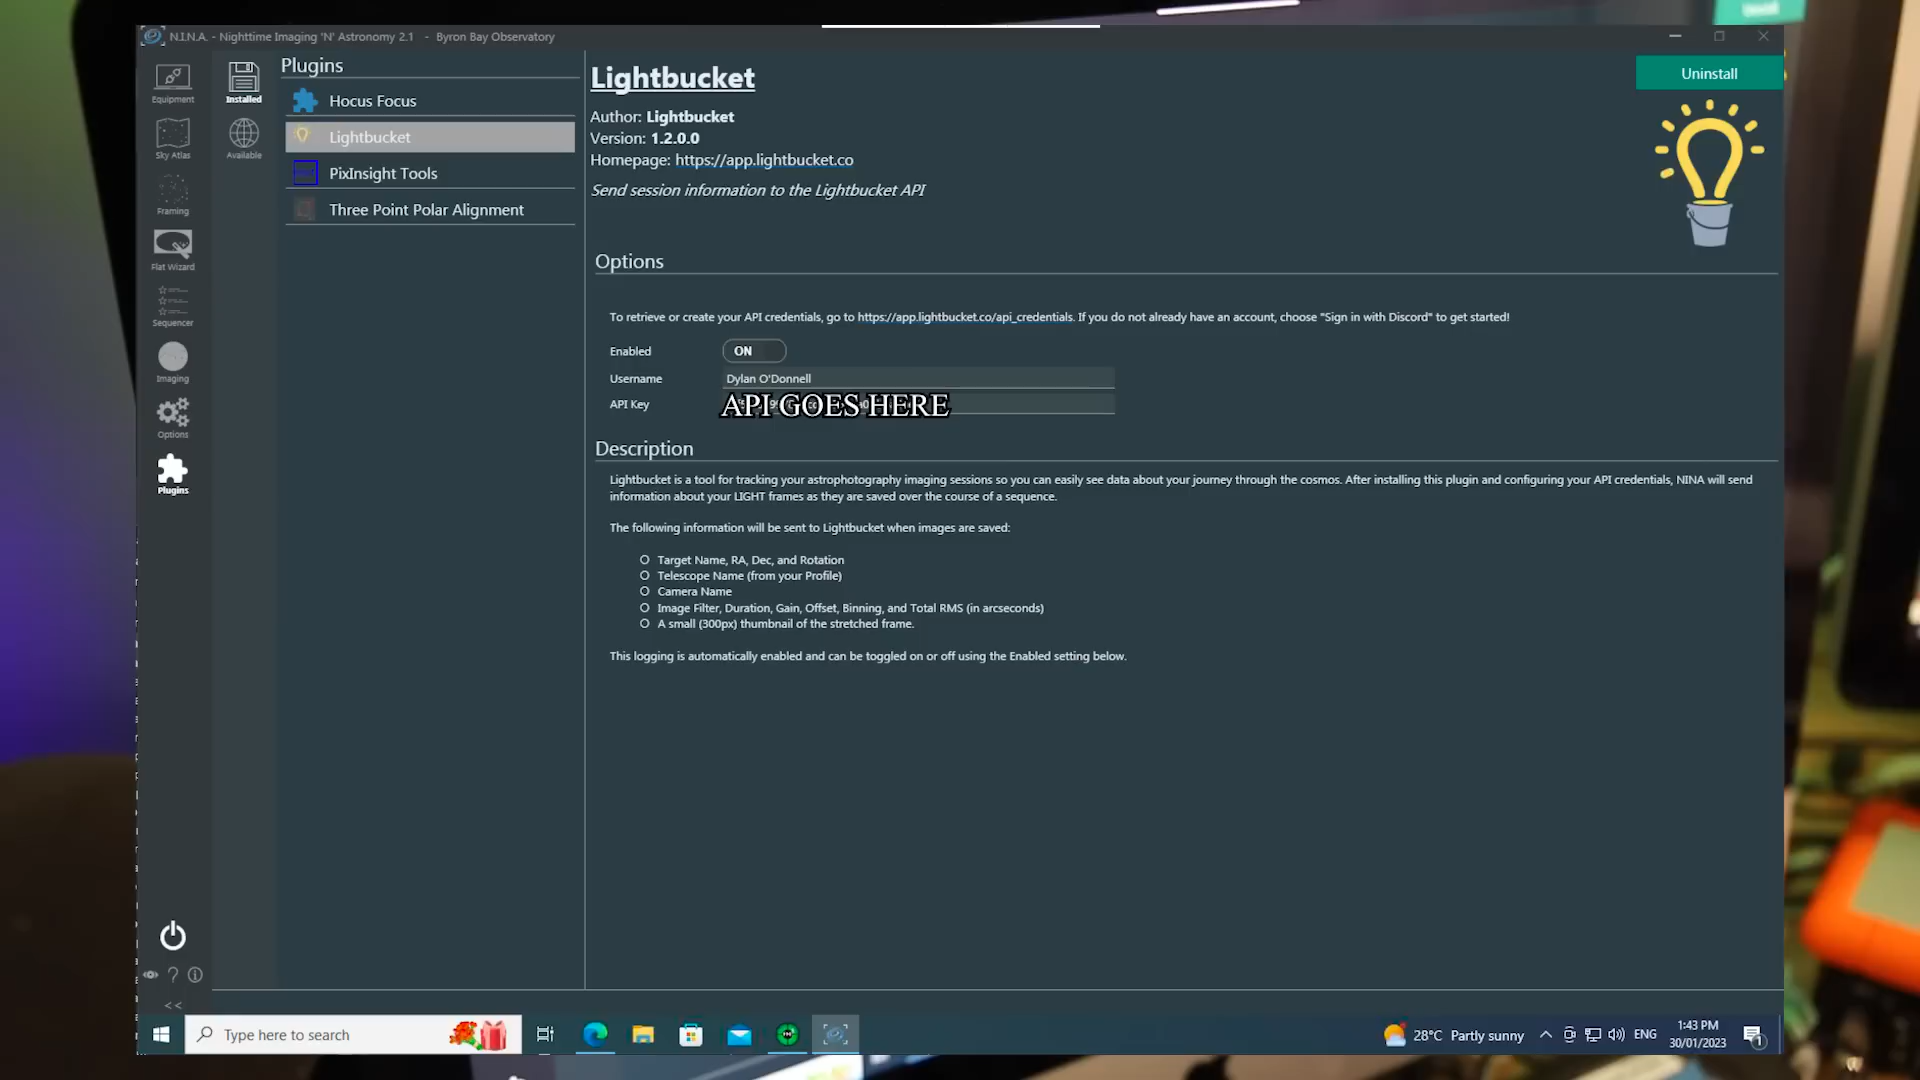 N.I.N.A. - Nighttime Imaging 'N' Astronomy 2.1 - Byron Bay Observatory
Equipment
Sky Atlas
Framing
Flat Wizard
Sequencer
Imaging
Options
Plugins
Installed
Available
Plugins
Hocus Focus
Lightbucket
PixInsight Tools
Three Point Polar Alignment
Lightbucket
Uninstall
Author: Lightbucket
Version: 1.2.0.0
Homepage: https://app.lightbucket.co
Send session information to the Lightbucket API
Options
To retrieve or create your API credentials, go to https://app.lightbucket.co/api_credentials. If you do not already have an account, choose "Sign in with Discord" to get started!
Enabled ON
Username Dylan O'Donnell
API Key API GOES HERE
Description
Lightbucket is a tool for tracking your astrophotography imaging sessions so you can easily see data about your journey through the cosmos. After installing this plugin and configuring your API credentials, NINA will send
information about your LIGHT frames as they are saved over the course of a sequence.
The following information will be sent to Lightbucket when images are saved:
Target Name, RA, Dec, and Rotation
Telescope Name (from your Profile)
Camera Name
Image Filter, Duration, Gain, Offset, Binning, and Total RMS (in arcseconds)
A small (300px) thumbnail of the stretched frame.
This logging is automatically enabled and can be toggled on or off using the Enabled setting below.
<<
Type here to search
28°C Partly sunny
ENG
1:43 PM
30/01/2023
1